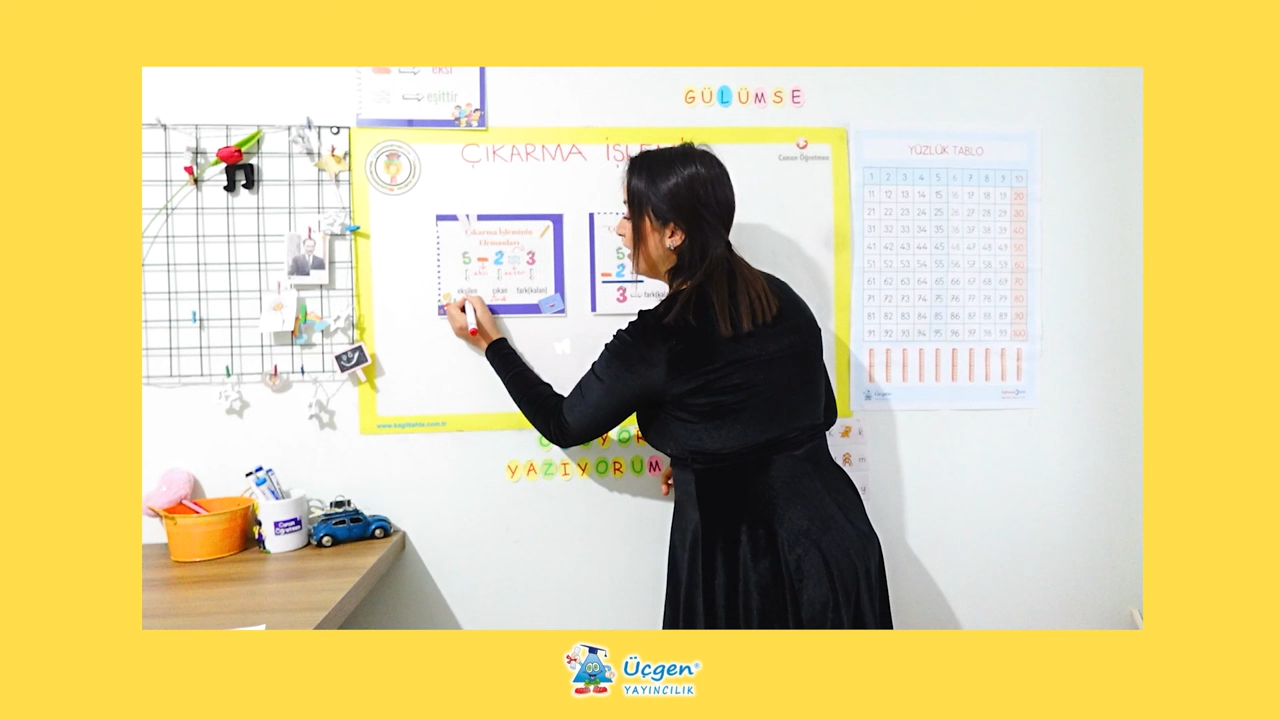 eksi
eşittir
GÜLÜMSE
ÇIKARMA
Canan Öğretmen
Çıkarma İşleminin
Elemanları
5 - 2 = 3
eksilen çıkan fark(kalan)
5
- 2
3
YÜZLÜK TABLO
1 2 3 4 5 6 7 8 9 10
11 12 13 14 15 16 17 18 19 20
21 22 23 24 25 26 27 28 29 30
31 32 33 34 35 36 37 38 39 40
41 42 43 44 45 46 47 48 49 50
51 52 53 54 55 56 57 58 59 60
61 62 63 64 65 66 67 68 69 70
71 72 73 74 75 76 77 78 79 80
81 82 83 84 85 86 87 88 89 90
91 92 93 94 95 96 97 98 99 100
Üçgen
www.kagittahta.com.tr
YAZIYORUM
Canan
Öğretmen
Üçgen
YAYINCILIK